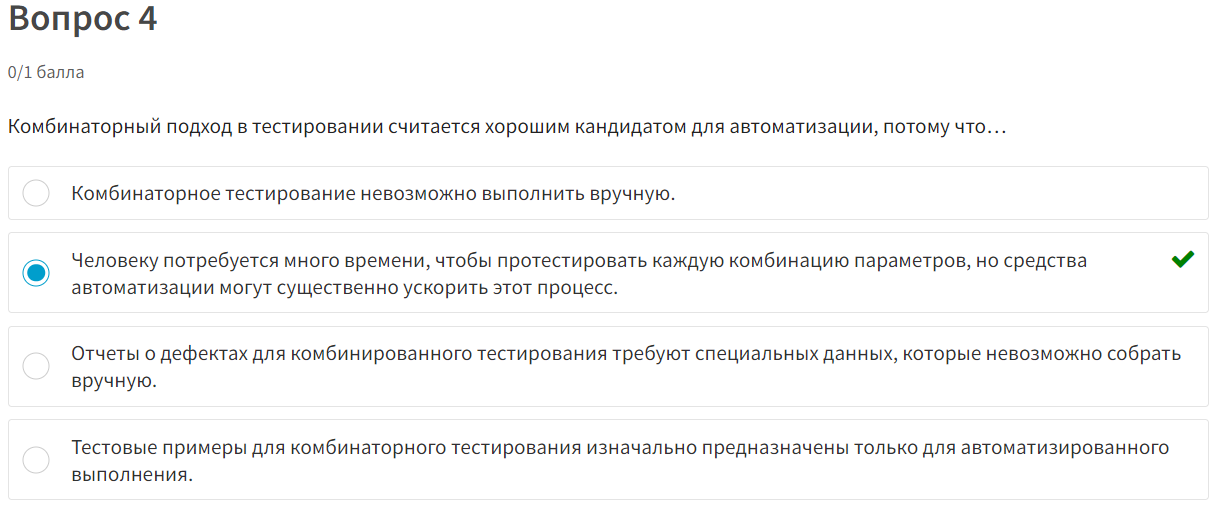 Вопрос 4
0/1 балла
Комбинаторный подход в тестировании считается хорошим кандидатом для автоматизации, потому что…
Комбинаторное тестирование невозможно выполнить вручную.
Человеку потребуется много времени, чтобы протестировать каждую комбинацию параметров, но средства
автоматизации могут существенно ускорить этот процесс.
Отчеты о дефектах для комбинированного тестирования требуют специальных данных, которые невозможно собрать
вручную.
Тестовые примеры для комбинаторного тестирования изначально предназначены только для автоматизированного
выполнения.